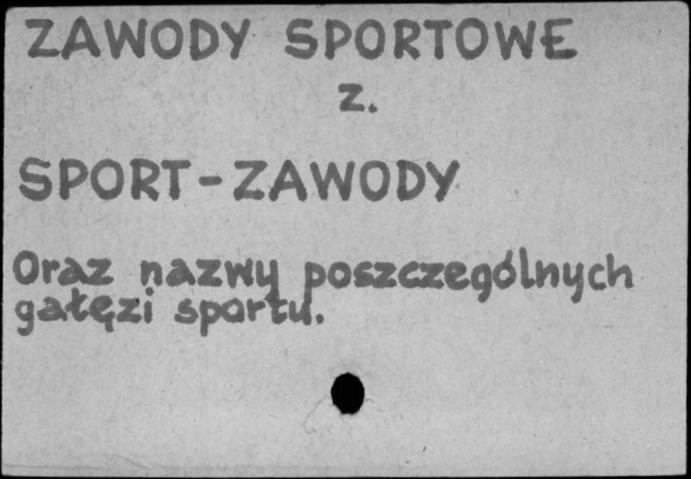 ZAWODY SPORTOWE
z.
SPORT-ZAWODY
Oraz nazwy poszczególnych
gałęzi sportu.